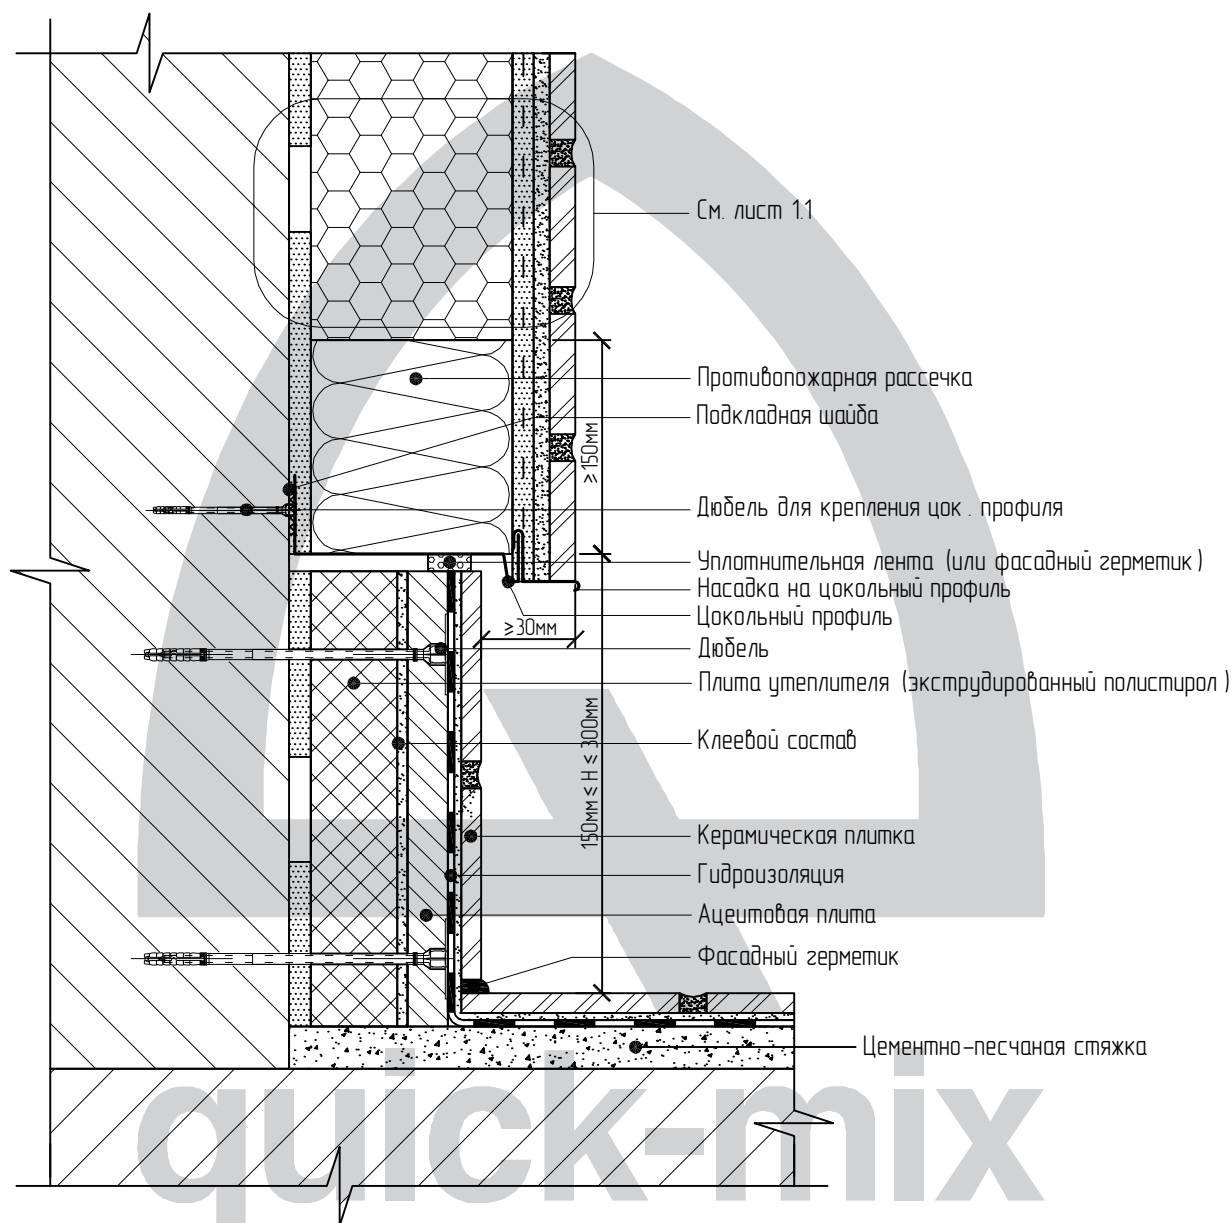 См. лист 1.1
Противопожарная рассечка
Подкладная шайба
≥150мм
Дюбель для крепления цок. профиля
Уплотнительная лента (или фасадный герметик)
Насадка на цокольный профиль
Цокольный профиль
≥30мм
Дюбель
Плита утеплителя (экструдированный полистирол)
150мм ≤ H ≤ 300мм
Клеевой состав
Керамическая плитка
Гидроизоляция
Ацеитовая плита
Фасадный герметик
Цементно-песчаная стяжка
quick-mix